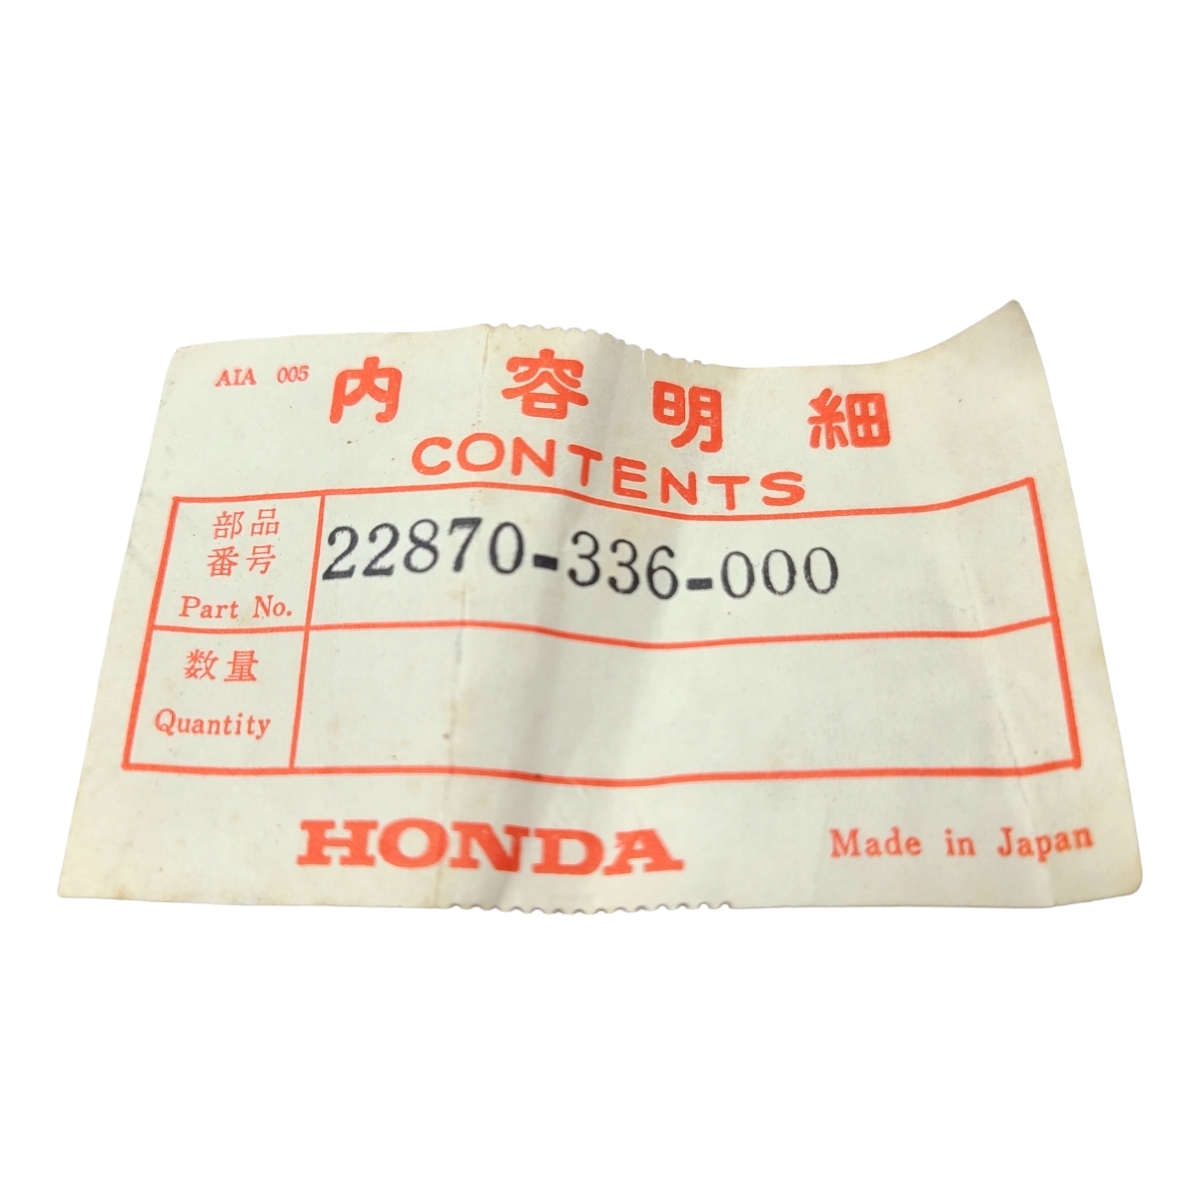 AIA 005
内容明細
CONTENTS
部品
番号
Part No.
22870-336-000
数量
Quantity
HONDA
Made in Japan